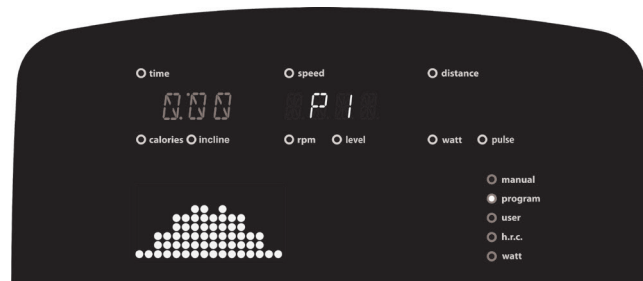 time speed distance
0:00 P1
calories incline rpm level watt pulse
manual
program
user
h.r.c.
watt